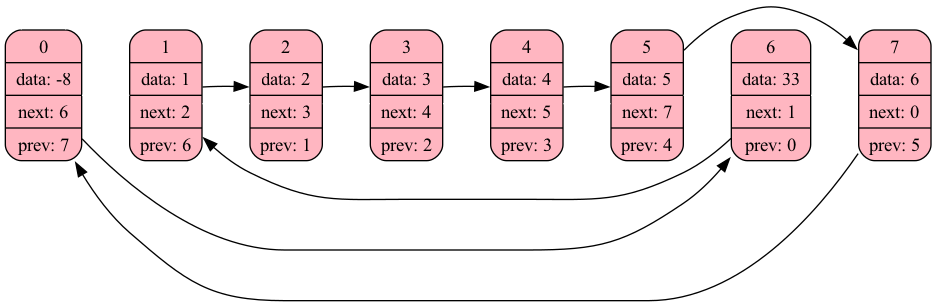 0
data: -8
next: 6
prev: 7
1
data: 1
next: 2
prev: 6
2
data: 2
next: 3
prev: 1
3
data: 3
next: 4
prev: 2
4
data: 4
next: 5
prev: 3
5
data: 5
next: 7
prev: 4
6
data: 33
next: 1
prev: 0
7
data: 6
next: 0
prev: 5